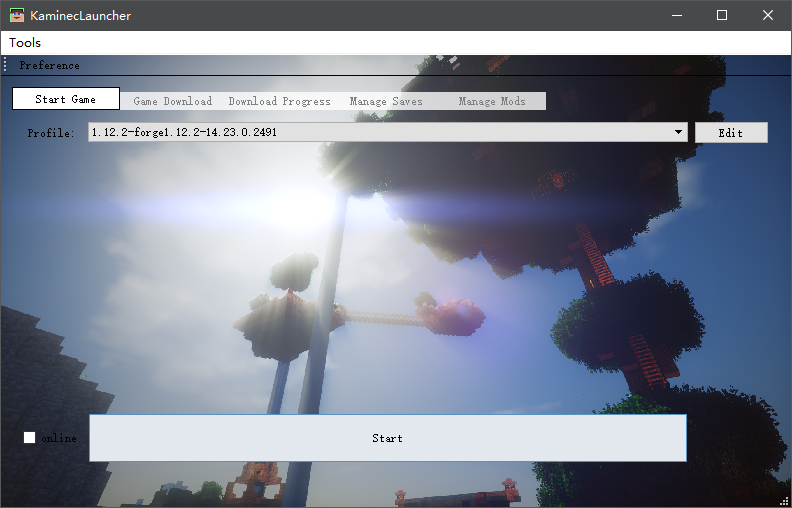 KaminecLauncher
Tools
Preference
Start Game Game Download Download Progress Manage Saves Manage Mods
Profile: 1.12.2-forge1.12.2-14.23.0.2491 Edit
online Start